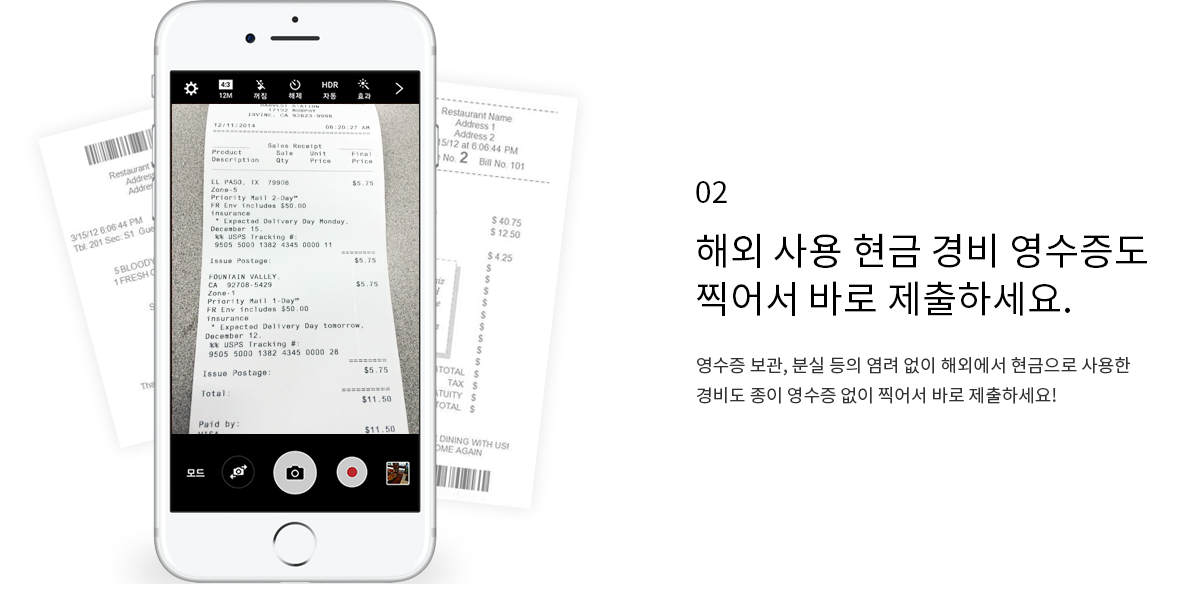 4:3
12M
꺼짐
해제
HDR
자동
효과
HARVEST STATION
17192 MURPHY
IRVINE, CA 92623-9998
12/11/2014 06:20:27 AM
Sales Receipt
Product Sale Unit Final
Description Qty Price Price
EL PASO, TX 79908 $5.75
Zone-5
Priority Mail 2-Day™
FR Env includes $50.00
insurance
* Expected Delivery Day Monday,
December 15.
%% USPS Tracking #:
9505 5000 1382 4345 0000 11
========
Issue Postage: $5.75
FOUNTAIN VALLEY,
CA 92708-5429 $5.75
Zone-1
Priority Mail 1-Day™
FR Env includes $50.00
insurance
* Expected Delivery Day tomorrow,
December 12.
%% USPS Tracking #:
9505 5000 1382 4345 0000 28
========
Issue Postage: $5.75
Total: $11.50
Paid by:
VISA $11.50
모드
Restaurant
Address
Addre
3/15/12 6:06:44 PM
Tbl. 201 Sec. S1 Gue
5 BLOODY
1 FRESH C
S
Tha
Restaurant Name
Address 1
Address 2
15/12 at 6:06:44 PM
No. 2 Bill No. 101
$ 40.75
$ 12.50
$ 4.25
$
$
$
$
$
$
$
$
TOTAL $
TAX $
ATUITY $
TOTAL $
DINING WITH US!
OME AGAIN
02
해외 사용 현금 경비 영수증도
찍어서 바로 제출하세요.
영수증 보관, 분실 등의 염려 없이 해외에서 현금으로 사용한
경비도 종이 영수증 없이 찍어서 바로 제출하세요!